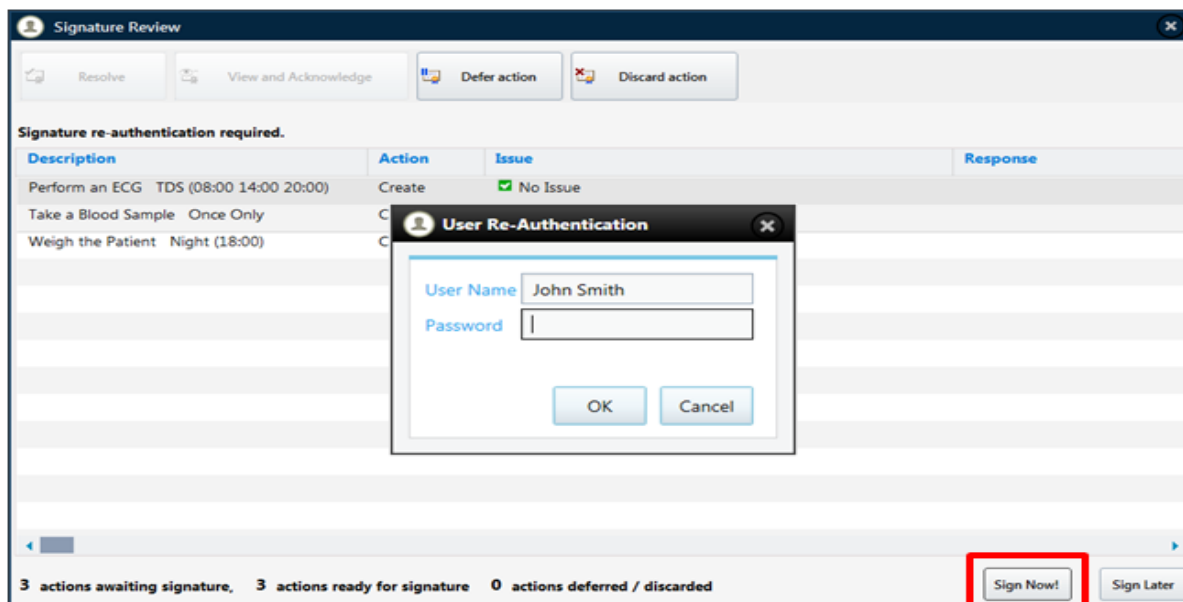 Signature Review
Resolve View and Acknowledge Defer action Discard action
Signature re-authentication required.
Description Action Issue Response
Perform an ECG TDS (08:00 14:00 20:00) Create No Issue
Take a Blood Sample Once Only C
Weigh the Patient Night (18:00) C
User Re-Authentication
User Name John Smith
Password
OK Cancel
3 actions awaiting signature, 3 actions ready for signature 0 actions deferred / discarded Sign Now! Sign Later